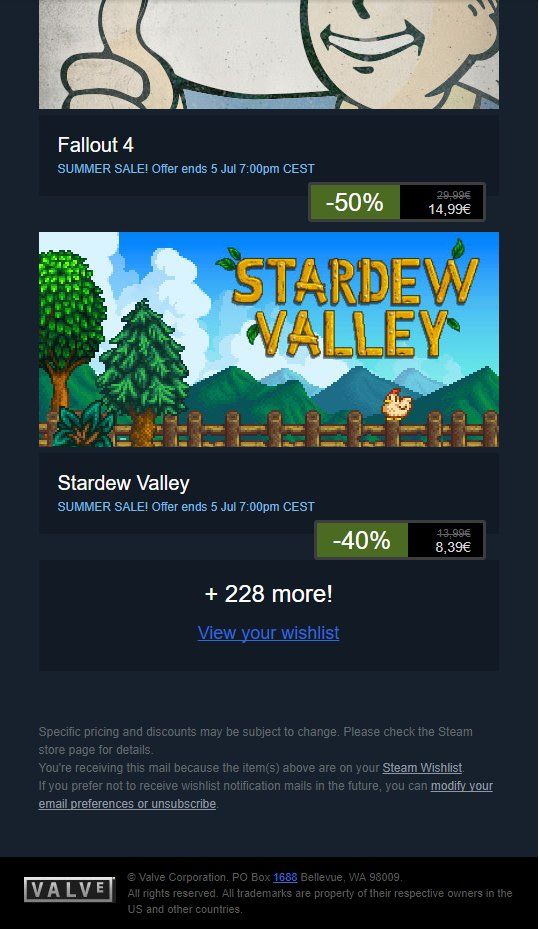 Fallout 4
SUMMER SALE! Offer ends 5 Jul 7:00pm CEST
-50%
29,99€
14,99€
STARDEW
VALLEY
Stardew Valley
SUMMER SALE! Offer ends 5 Jul 7:00pm CEST
-40%
13,99€
8,39€
+ 228 more!
View your wishlist
Specific pricing and discounts may be subject to change. Please check the Steam
store page for details.
You're receiving this mail because the item(s) above are on your Steam Wishlist.
If you prefer not to receive wishlist notification mails in the future, you can modify your
email preferences or unsubscribe.
VALVE
© Valve Corporation. PO Box 1688 Bellevue, WA 98009.
All rights reserved. All trademarks are property of their respective owners in the
US and other countries.